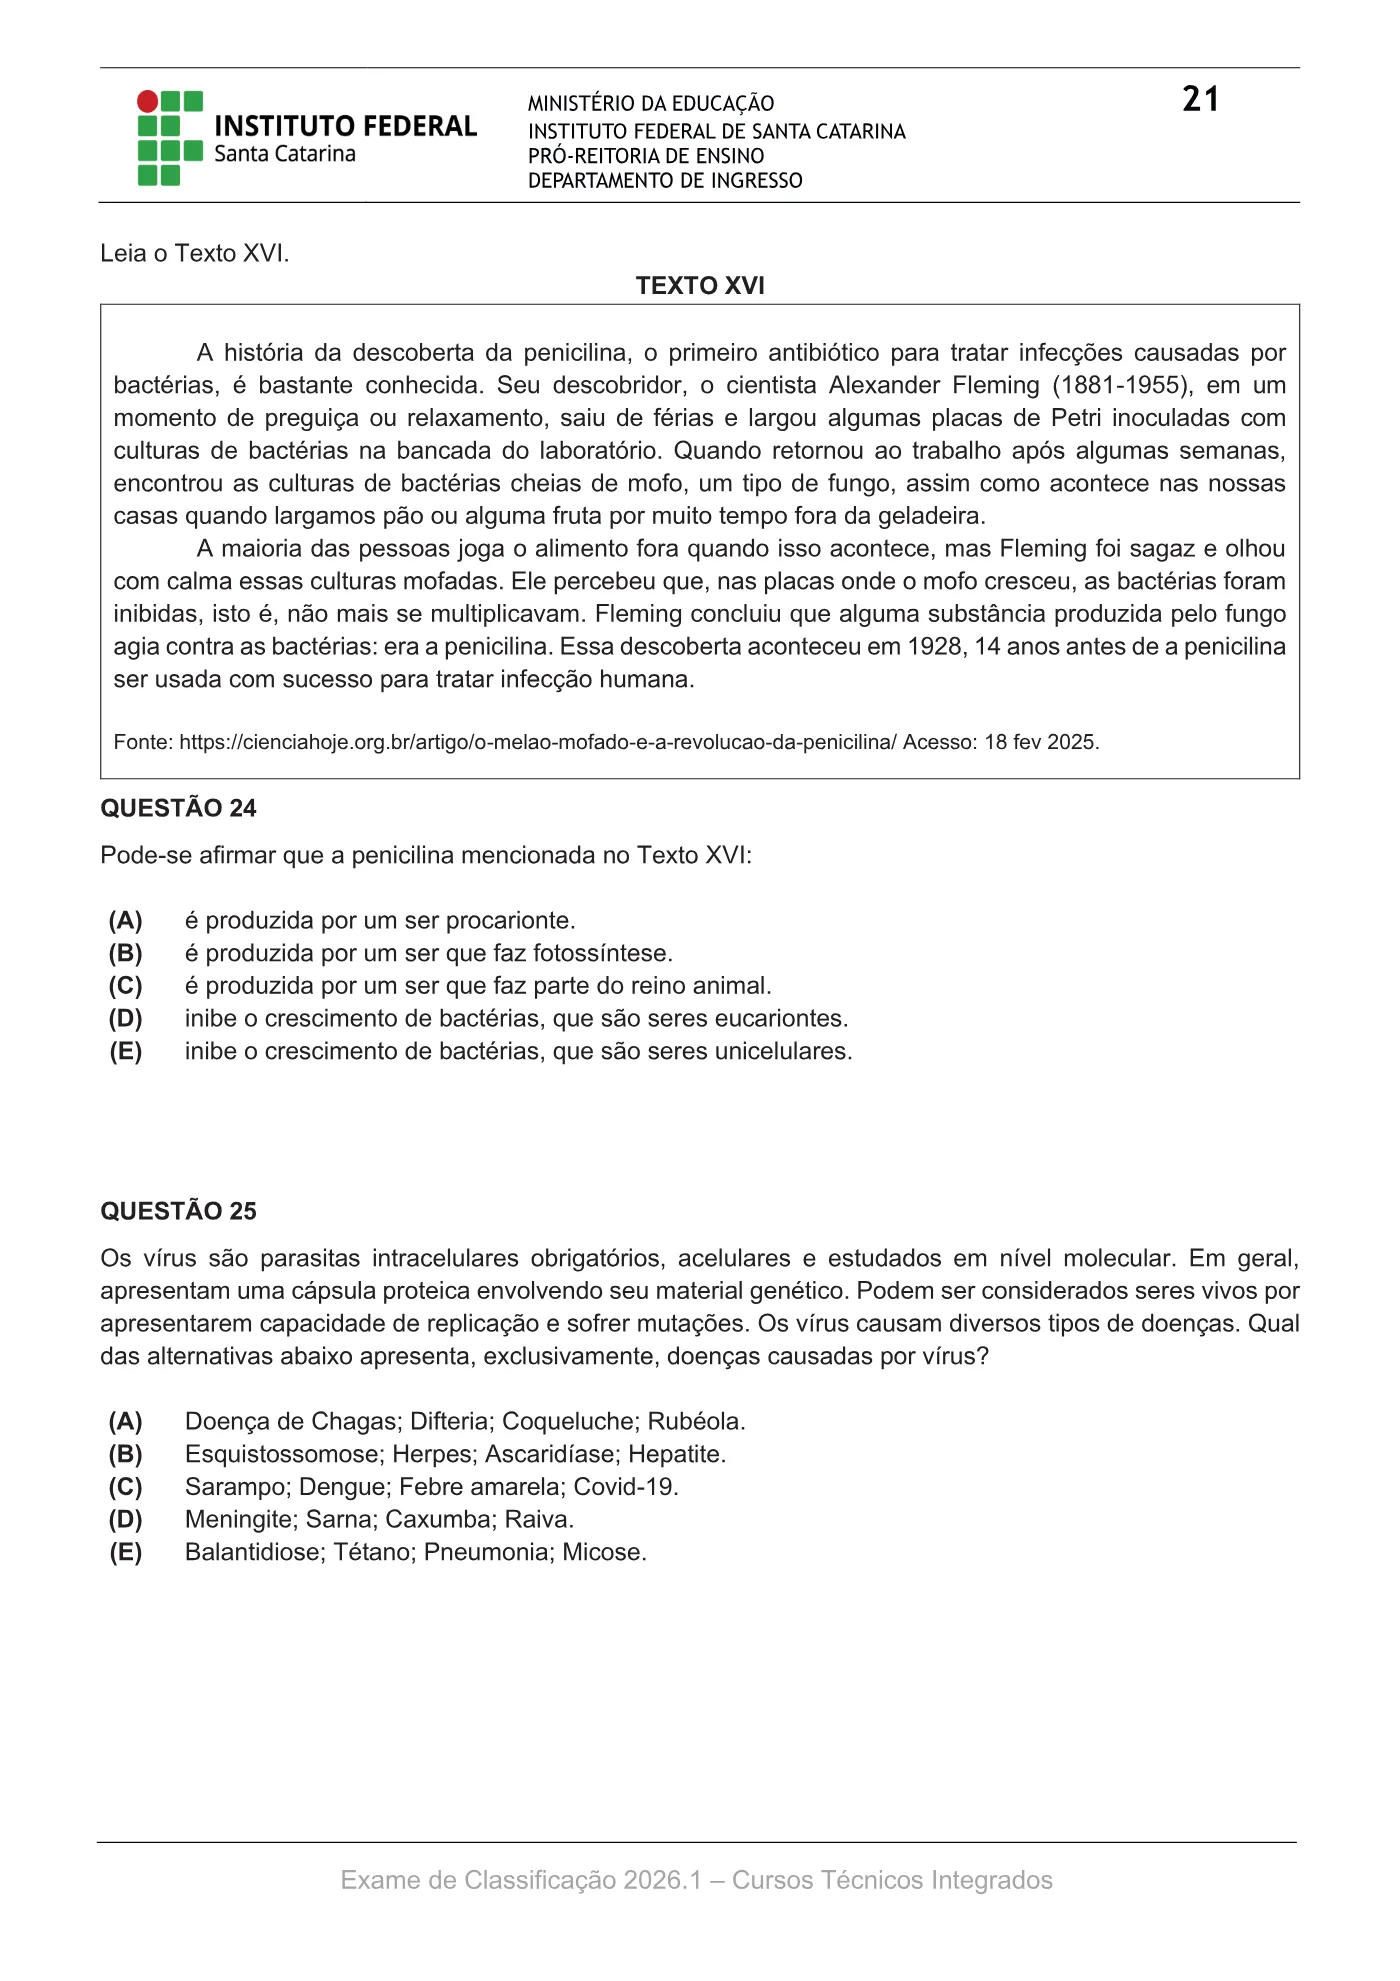 INSTITUTO FEDERAL
Santa Catarina
MINISTÉRIO DA EDUCAÇÃO
INSTITUTO FEDERAL DE SANTA CATARINA
PRÓ-REITORIA DE ENSINO
DEPARTAMENTO DE INGRESSO
21
Leia o Texto XVI.
TEXTO XVI
A história da descoberta da penicilina, o primeiro antibiótico para tratar infecções causadas por
bactérias, é bastante conhecida. Seu descobridor, o cientista Alexander Fleming (1881-1955), em um
momento de preguiça ou relaxamento, saiu de férias e largou algumas placas de Petri inoculadas com
culturas de bactérias na bancada do laboratório. Quando retornou ao trabalho após algumas semanas,
encontrou as culturas de bactérias cheias de mofo, um tipo de fungo, assim como acontece nas nossas
casas quando largamos pão ou alguma fruta por muito tempo fora da geladeira.
A maioria das pessoas joga o alimento fora quando isso acontece, mas Fleming foi sagaz e olhou
com calma essas culturas mofadas. Ele percebeu que, nas placas onde o mofo cresceu, as bactérias foram
inibidas, isto é, não mais se multiplicavam. Fleming concluiu que alguma substância produzida pelo fungo
agia contra as bactérias: era a penicilina. Essa descoberta aconteceu em 1928, 14 anos antes de a penicilina
ser usada com sucesso para tratar infecção humana.
Fonte: https://cienciahoje.org.br/artigo/o-melao-mofado-e-a-revolucao-da-penicilina/ Acesso: 18 fev 2025.
QUESTÃO 24
Pode-se afirmar que a penicilina mencionada no Texto XVI:
(A) é produzida por um ser procarionte.
(B) é produzida por um ser que faz fotossíntese.
(C) é produzida por um ser que faz parte do reino animal.
(D) inibe o crescimento de bactérias, que são seres eucariontes.
(E) inibe o crescimento de bactérias, que são seres unicelulares.
QUESTÃO 25
Os vírus são parasitas intracelulares obrigatórios, acelulares e estudados em nível molecular. Em geral,
apresentam uma cápsula proteica envolvendo seu material genético. Podem ser considerados seres vivos por
apresentarem capacidade de replicação e sofrer mutações. Os vírus causam diversos tipos de doenças. Qual
das alternativas abaixo apresenta, exclusivamente, doenças causadas por vírus?
(A) Doença de Chagas; Difteria; Coqueluche; Rubéola.
(B) Esquistossomose; Herpes; Ascaridíase; Hepatite.
(C) Sarampo; Dengue; Febre amarela; Covid-19.
(D) Meningite; Sarna; Caxumba; Raiva.
(E) Balantidiose; Tétano; Pneumonia; Micose.
Exame de Classificação 2026.1 – Cursos Técnicos Integrados